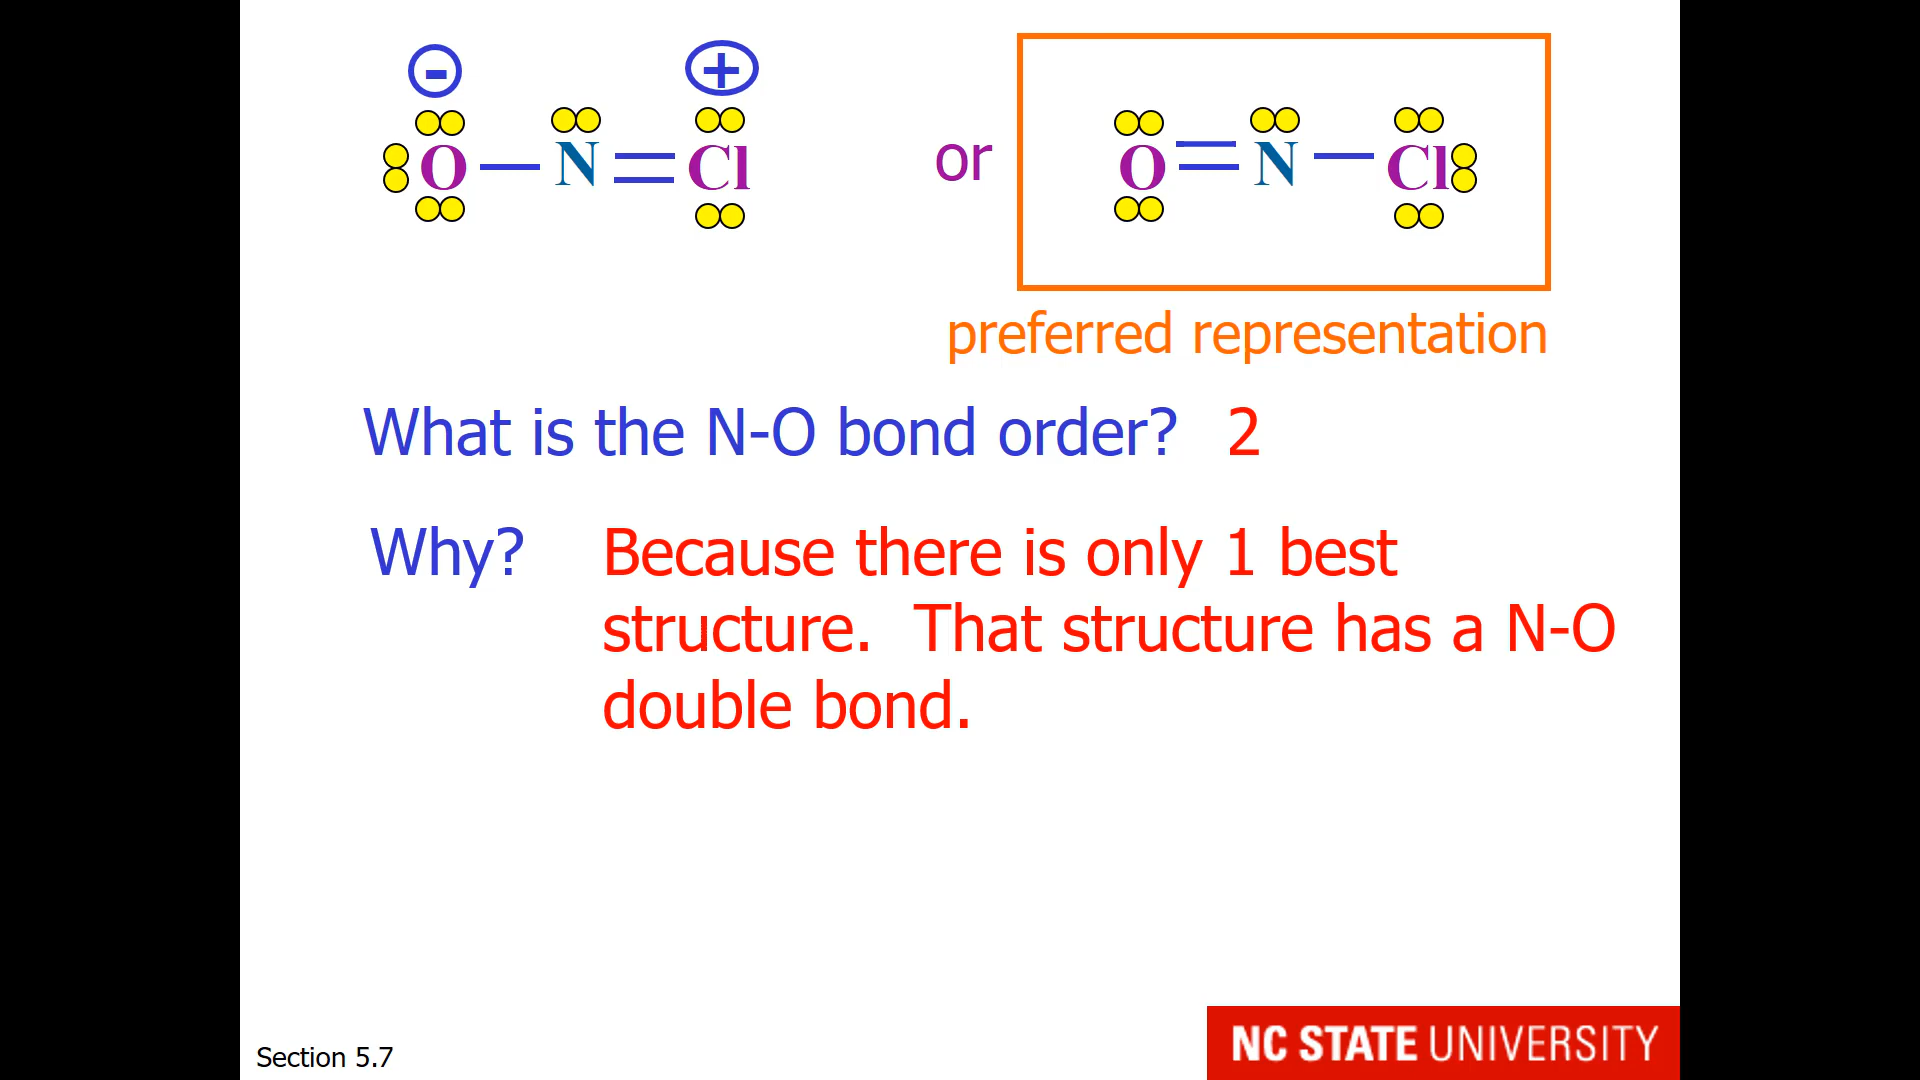 - +
O N Cl or O N Cl
preferred representation
What is the N-O bond order? 2
Why? Because there is only 1 best
structure. That structure has a N-O
double bond.
Section 5.7
NC STATE UNIVERSITY